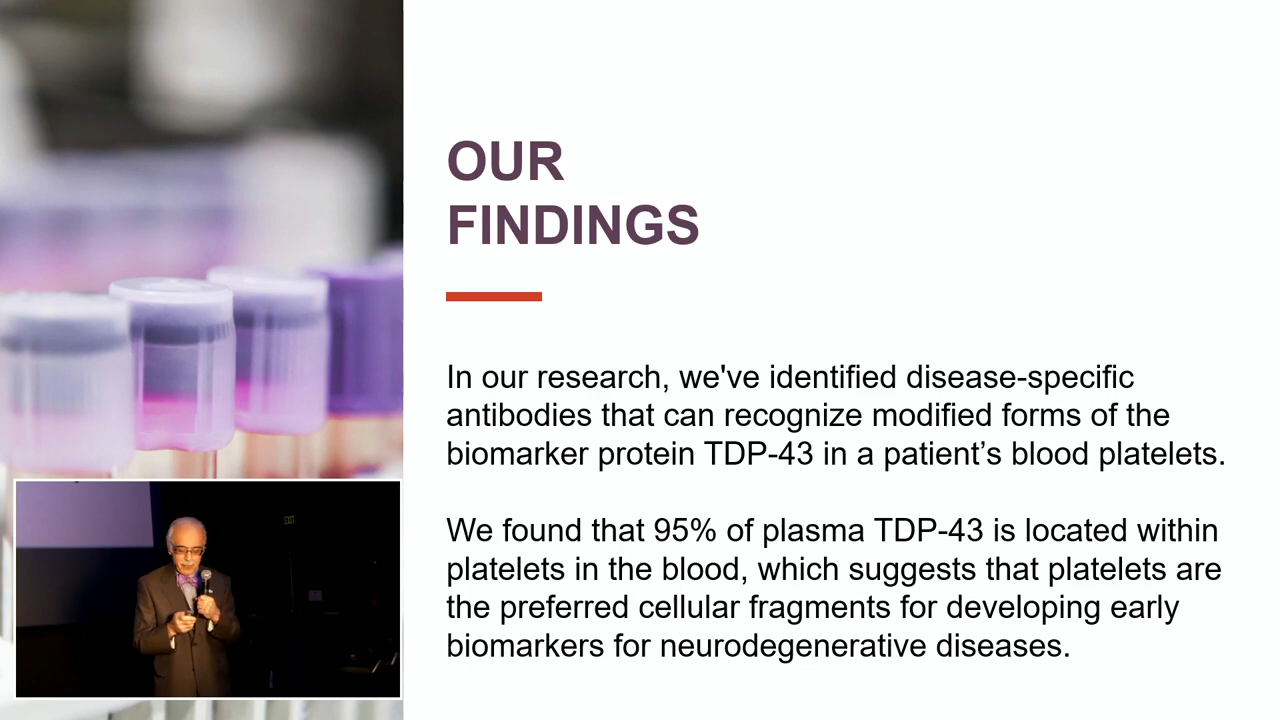 OUR
FINDINGS
In our research, we've identified disease-specific
antibodies that can recognize modified forms of the
biomarker protein TDP-43 in a patient’s blood platelets.
We found that 95% of plasma TDP-43 is located within
platelets in the blood, which suggests that platelets are
the preferred cellular fragments for developing early
biomarkers for neurodegenerative diseases.
EXIT